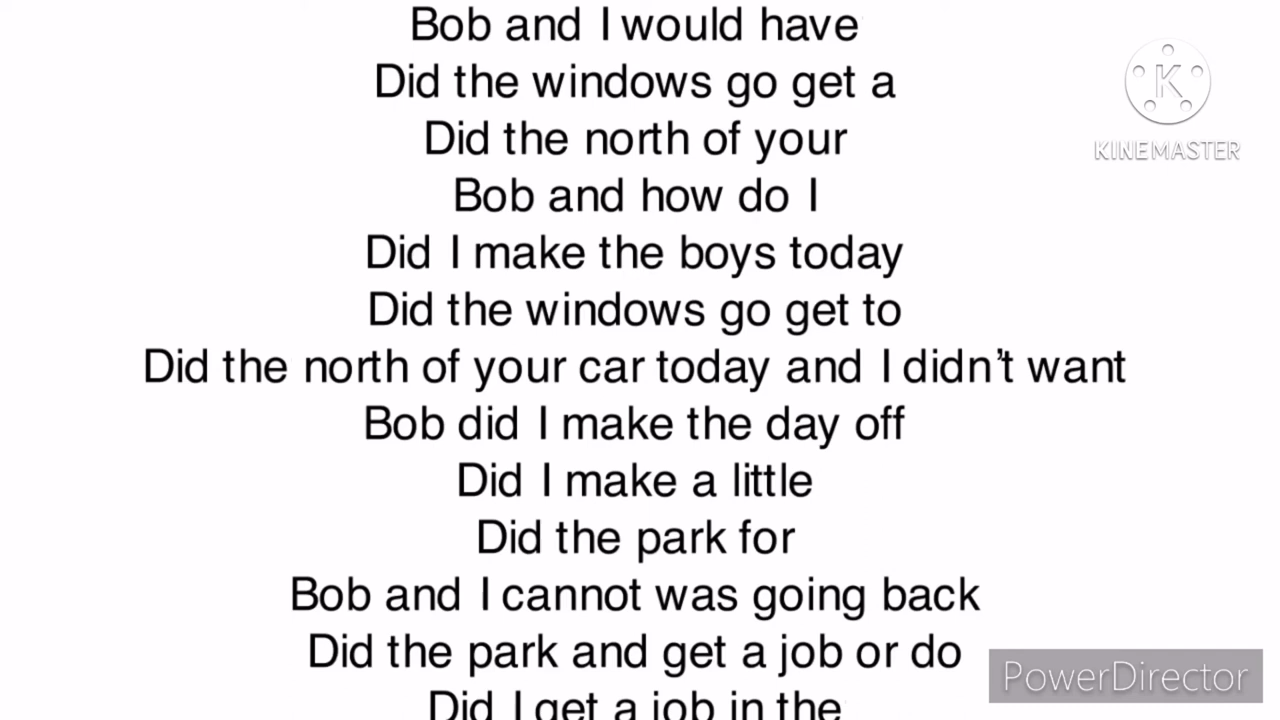 Bob and I would have
Did the windows go get a
Did the north of your
Bob and how do I
Did I make the boys today
Did the windows go get to
Did the north of your car today and I didn't want
Bob did I make the day off
Did I make a little
Did the park for
Bob and I cannot was going back
Did the park and get a job or do
Did I get a job in the
K
KINEMASTER
PowerDirector